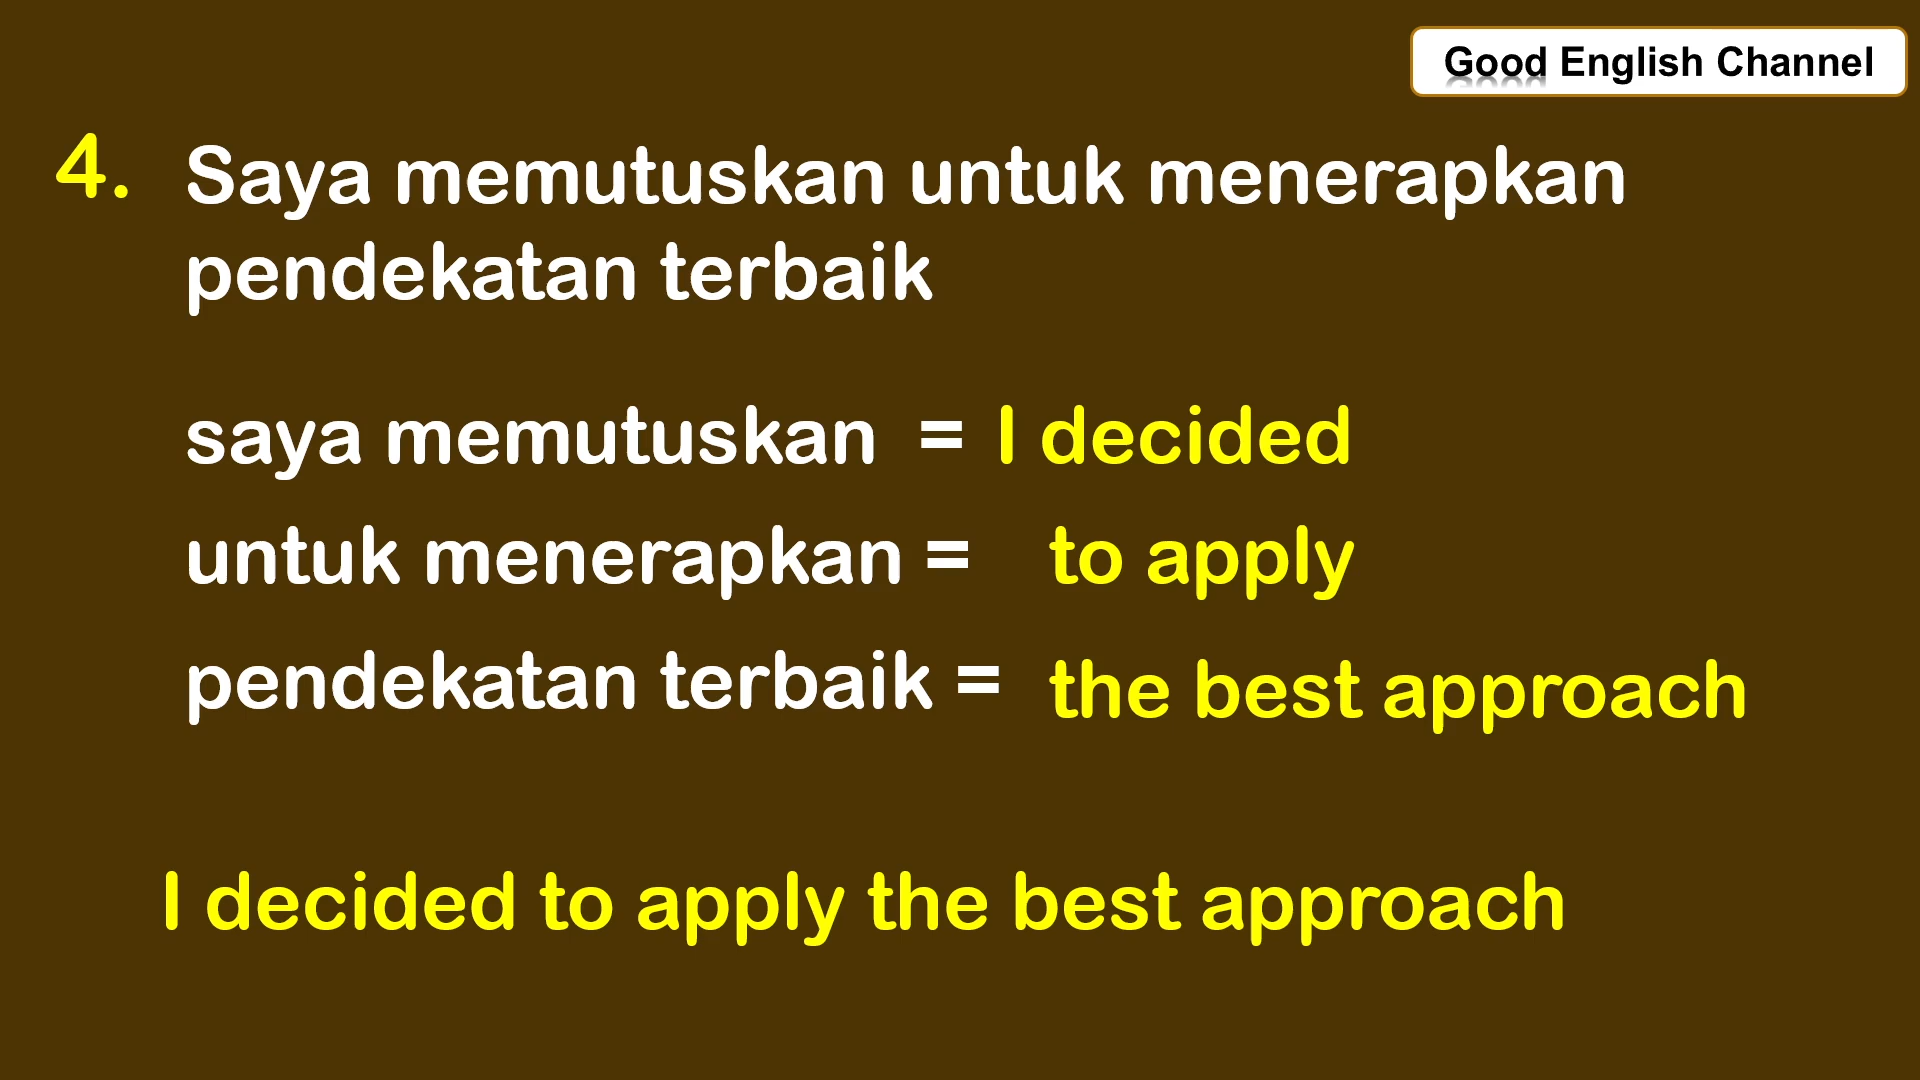 Good English Channel
4. Saya memutuskan untuk menerapkan
pendekatan terbaik
saya memutuskan = I decided
untuk menerapkan = to apply
pendekatan terbaik = the best approach
I decided to apply the best approach